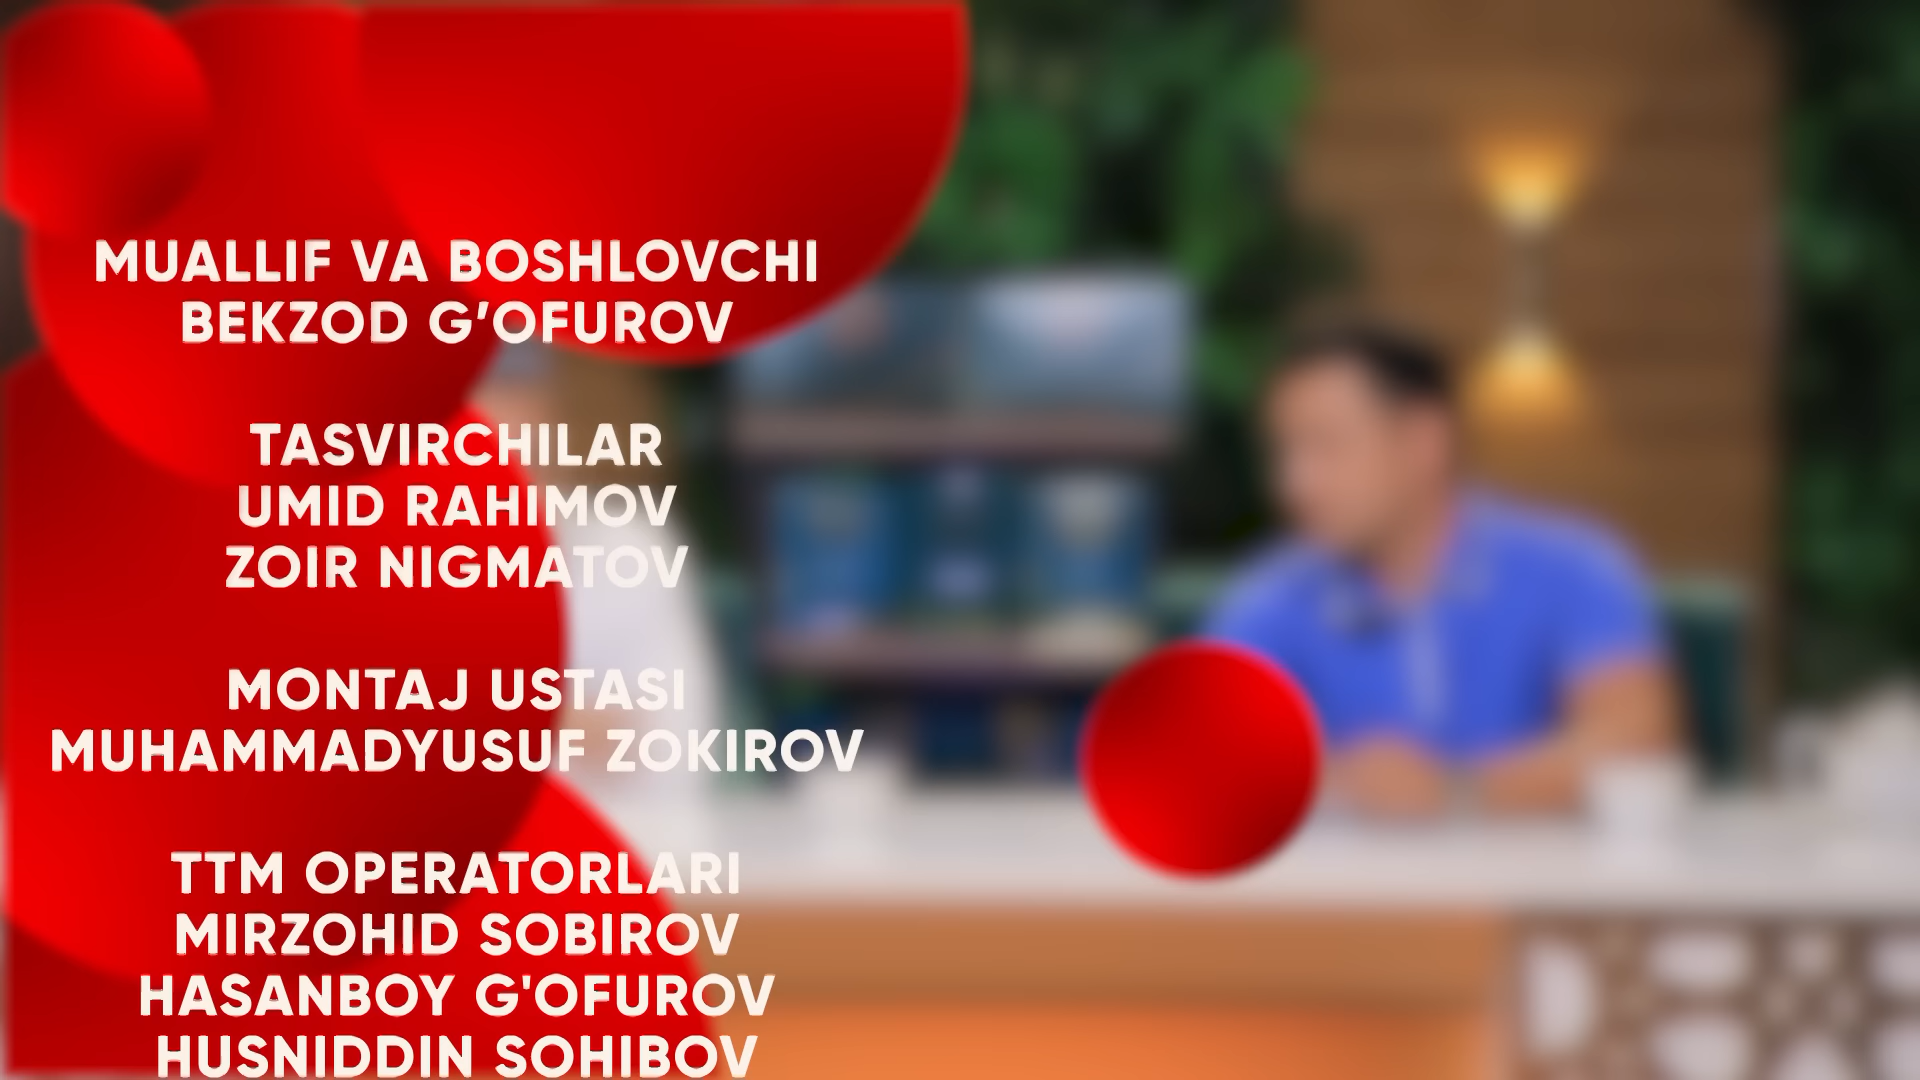 MUALLIF VA BOSHLOVCHI
BEKZOD G‘OFUROV
TASVIRCHILAR
UMID RAHIMOV
ZOIR NIGMATOV
MONTAJ USTASI
MUHAMMADYUSUF ZOKIROV
TTM OPERATORLARI
MIRZOHID SOBIROV
HASANBOY G'OFUROV
HUSNIDDIN SOHIBOV